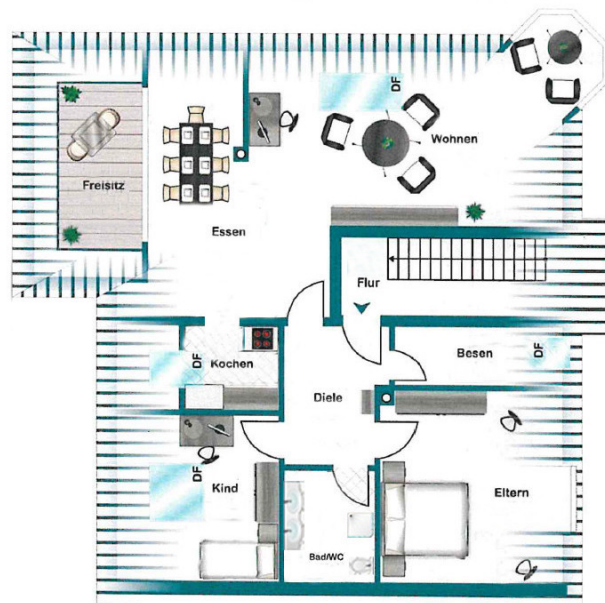 DF
Wohnen
Freisitz
Essen
Flur
Kochen
DF
Besen
DF
Diele
DF
Kind
Eltern
Bad/WC